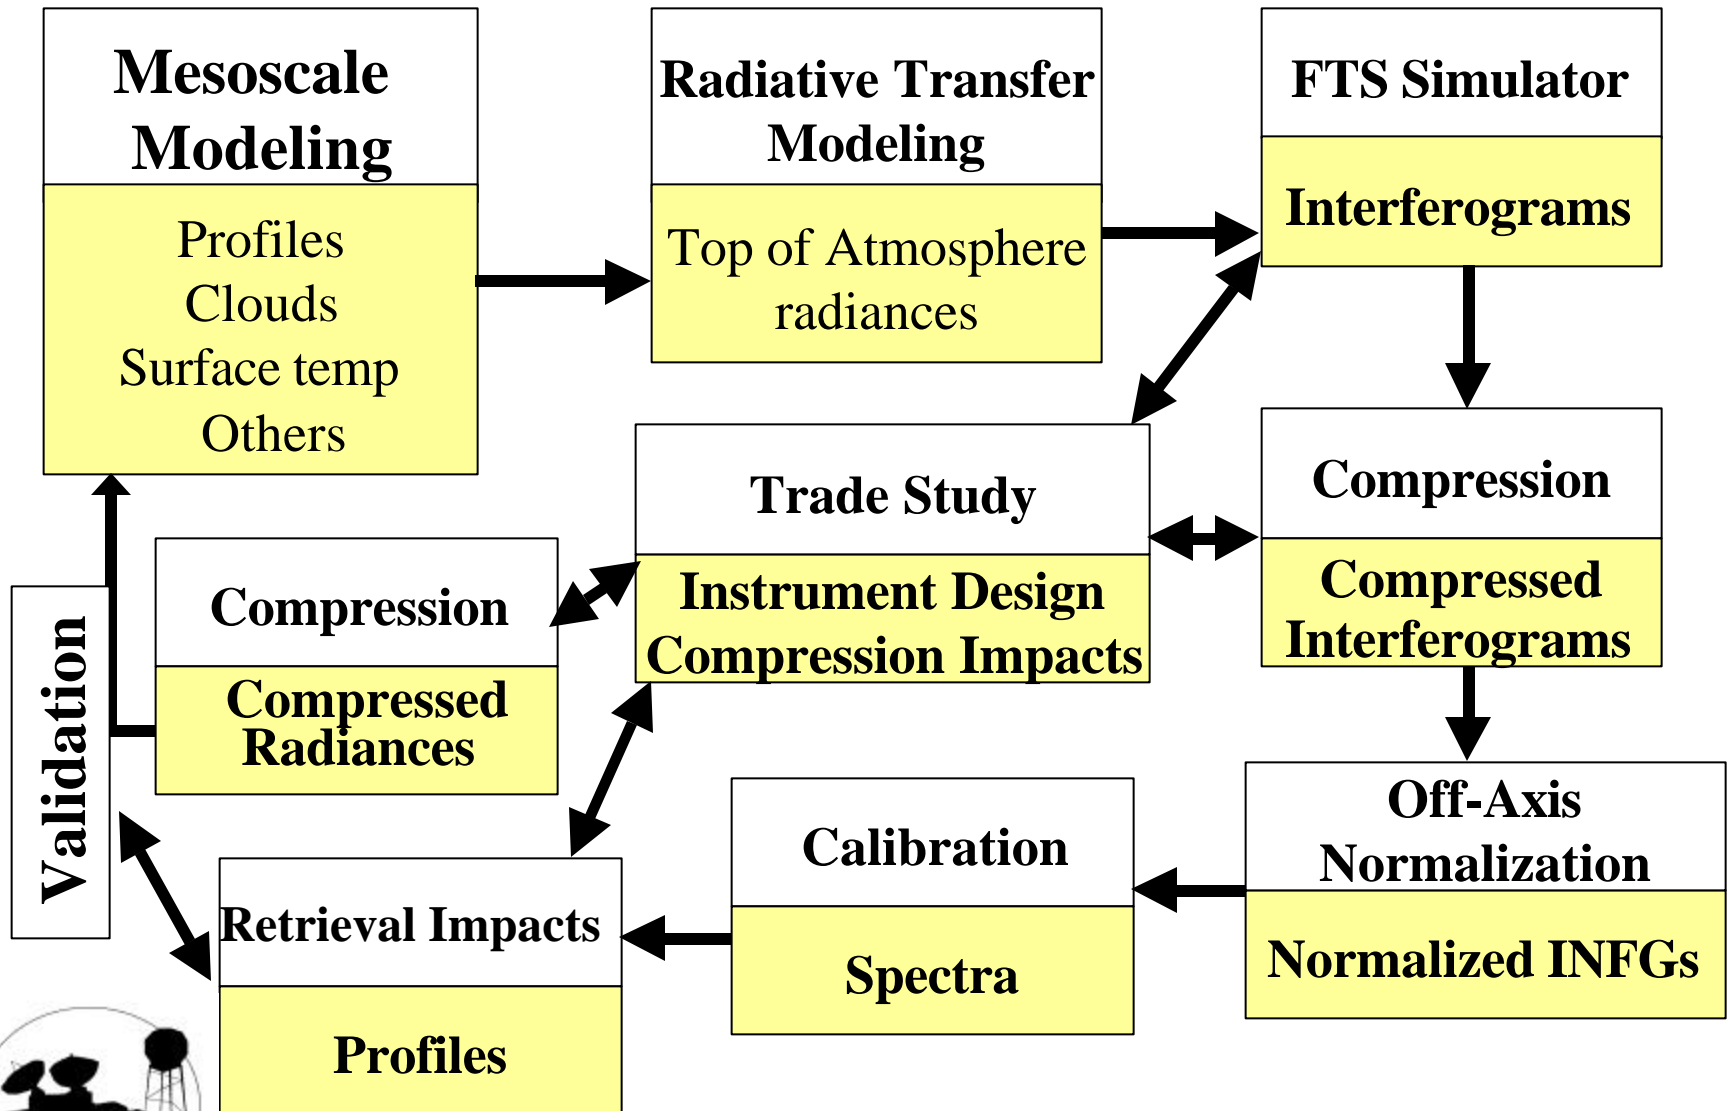 Mesoscale
Modeling
Profiles
Clouds
Surface temp
Others
Radiative Transfer
Modeling
Top of Atmosphere
radiances
FTS Simulator
Interferograms
Trade Study
Instrument Design
Compression Impacts
Compression
Compressed
Interferograms
Compression
Compressed
Radiances
Validation
Off-Axis
Normalization
Normalized INFGs
Calibration
Spectra
Retrieval Impacts
Profiles